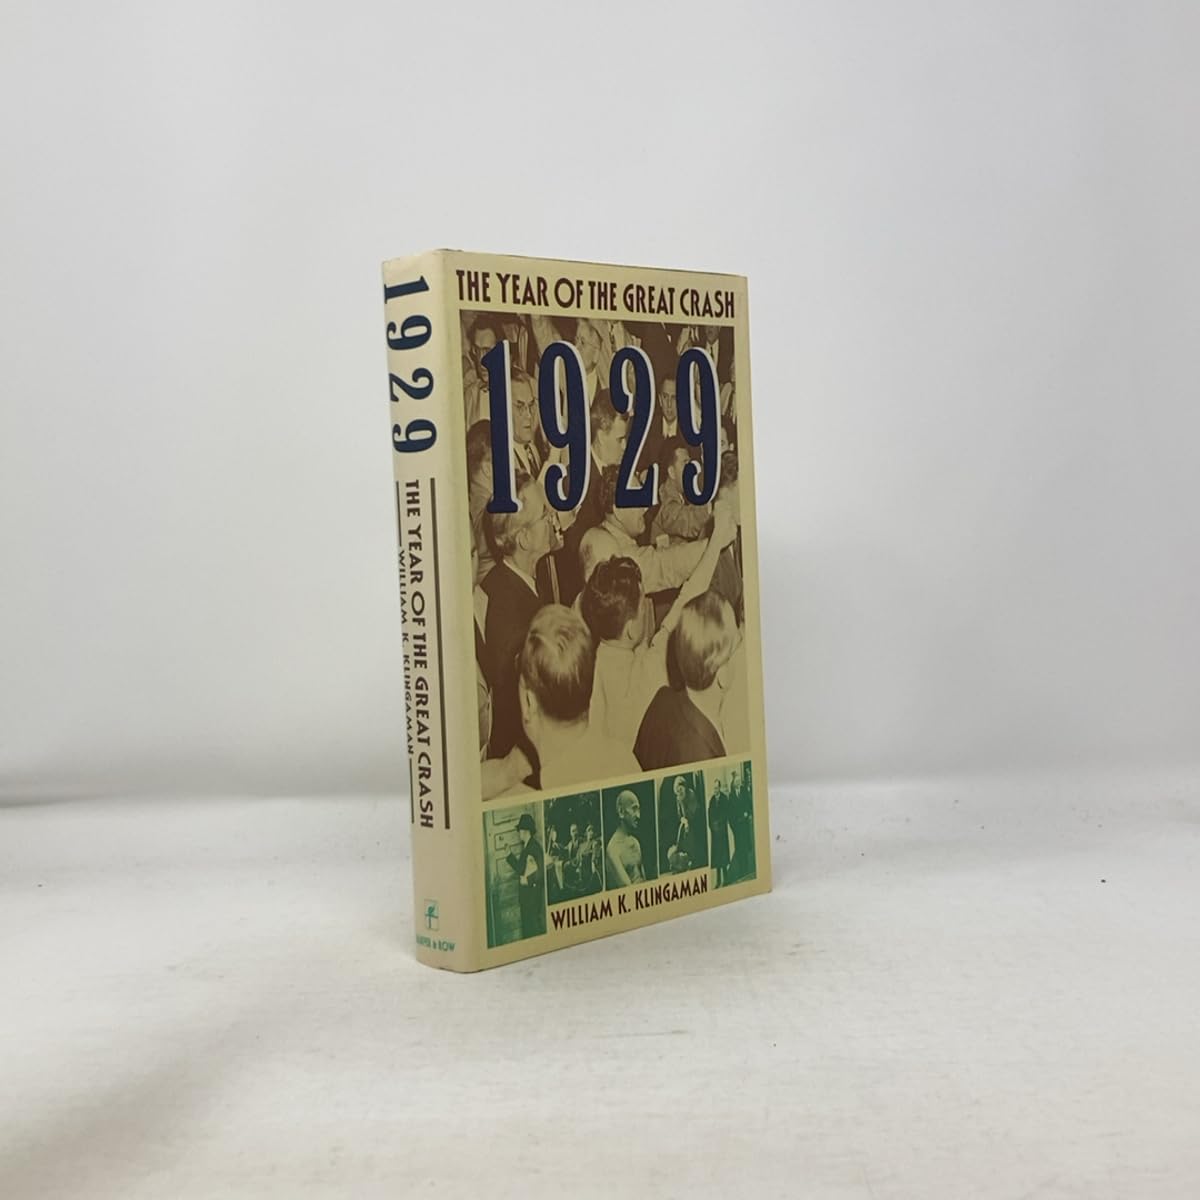 1929
THE YEAR OF THE GREAT CRASH
WILLIAM K. KLINGAMAN
HARPER & ROW
THE YEAR OF THE GREAT CRASH
1929
WILLIAM K. KLINGAMAN